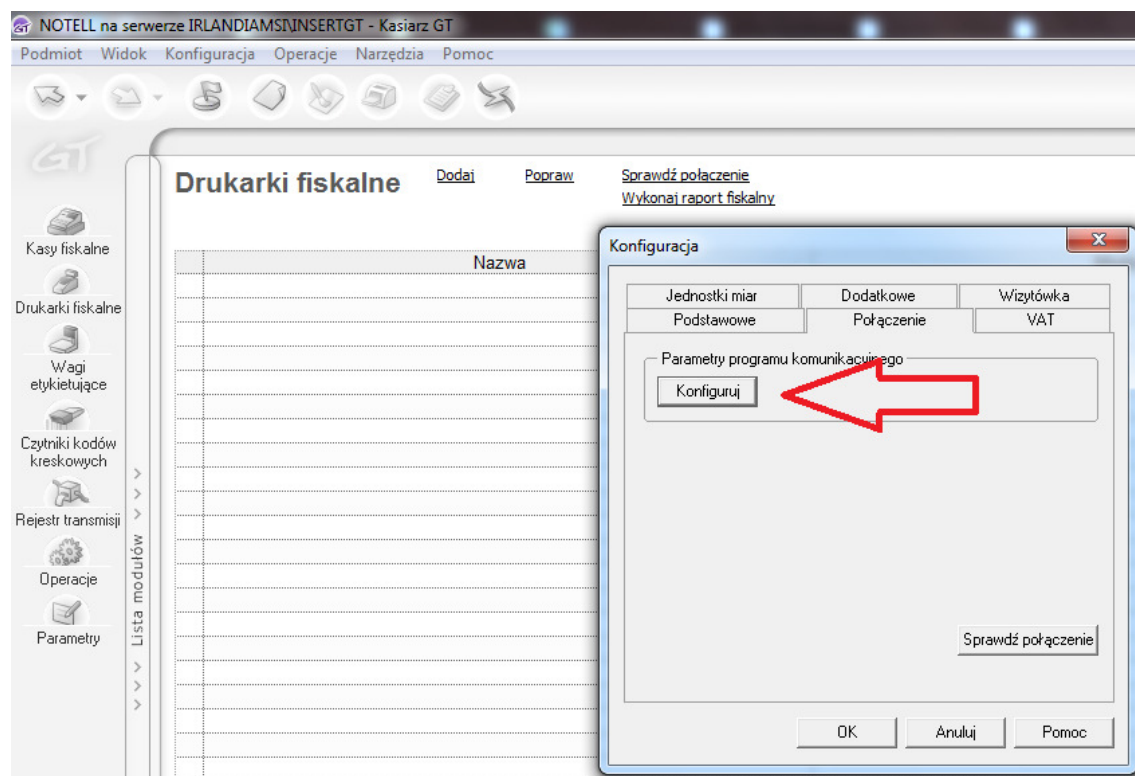 NOTELL na serwerze IRLANDIAMSI\INSERTGT - Kasiarz GT
Podmiot Widok Konfiguracja Operacje Narzędzia Pomoc
GT
Drukarki fiskalne
Dodaj Popraw Sprawdź połaczenie
Wykonaj raport fiskalny
Nazwa
Kasy fiskalne
Drukarki fiskalne
Wagi
etykietujące
Czytniki kodów
kreskowych
Rejestr transmisji
Operacje
Parametry
Lista modułów
Konfiguracja
Jednostki miar Dodatkowe Wizytówka
Podstawowe Połączenie VAT
Parametry programu komunikacyjnego
Konfiguruj
Sprawdź połączenie
OK Anuluj Pomoc